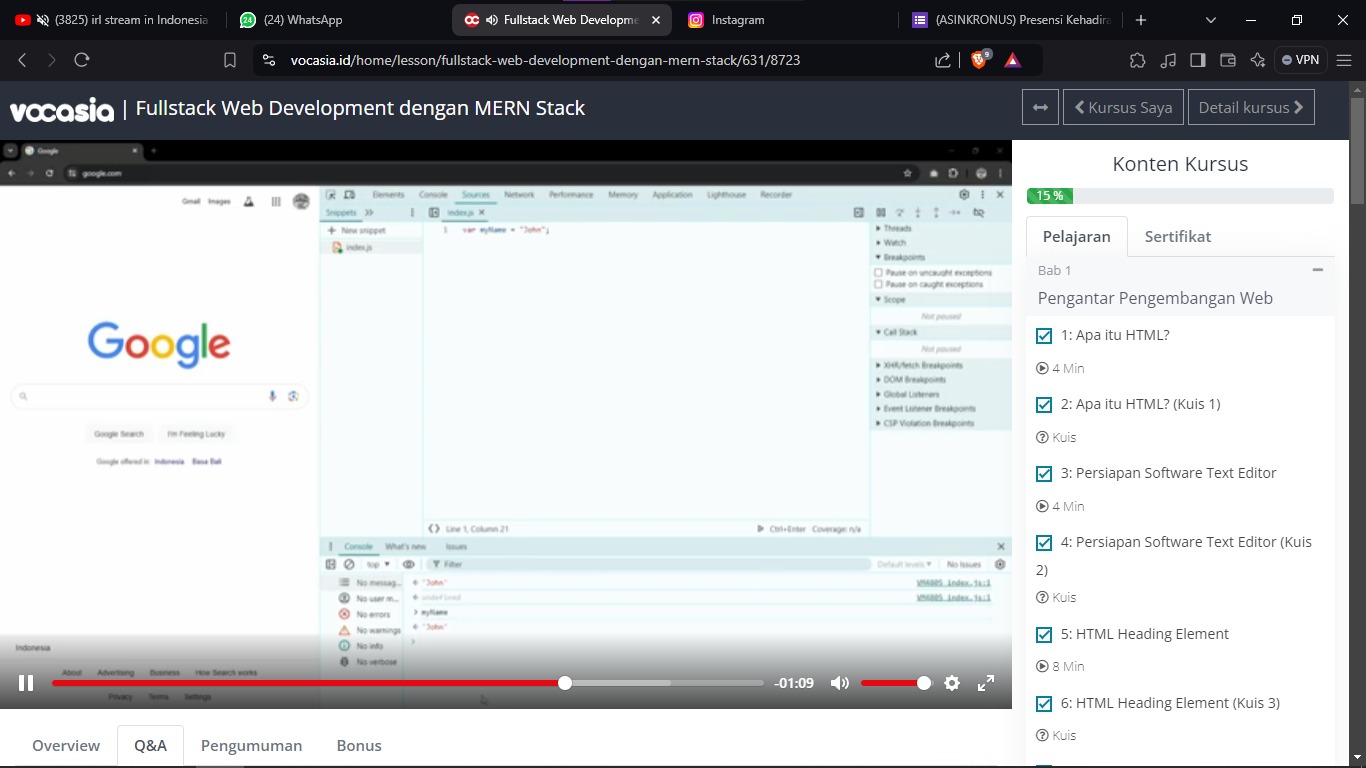 (3825) irl stream in Indonesia
(24) WhatsApp
Fullstack Web Developme
Instagram
(ASINKRONUS) Presensi Kehadira
vocasia.id/home/lesson/fullstack-web-development-dengan-mern-stack/631/8723
9
VPN
vocasia | Fullstack Web Development dengan MERN Stack
Kursus Saya
Detail kursus
Google
google.com
Gmail Images
Elements Console Sources Network Performance Memory Application Lighthouse Recorder
Snippets
index.js
New snippet
index.js
1 var myName = "John";
Threads
Watch
Breakpoints
Pause on uncaught exceptions
Pause on caught exceptions
Scope
Not paused
Call Stack
Not paused
XHR/fetch Breakpoints
DOM Breakpoints
Global Listeners
Event Listener Breakpoints
CSP Violation Breakpoints
Google
Google Search
I'm Feeling Lucky
Google offered in: Indonesia Basa Bali
Line 1, Column 21
Ctrl+Enter Coverage: n/a
Console What's new Issues
top
Filter
Default levels
No Issues
No messag...
No user m...
No errors
No warnings
No info
No verbose
"John"
undefined
myName
"John"
Indonesia
About Advertising Business How Search works
Privacy Terms Settings
-01:09
Overview
Q&A
Pengumuman
Bonus
Konten Kursus
15 %
Pelajaran
Sertifikat
Bab 1
Pengantar Pengembangan Web
1: Apa itu HTML?
4 Min
2: Apa itu HTML? (Kuis 1)
Kuis
3: Persiapan Software Text Editor
4 Min
4: Persiapan Software Text Editor (Kuis
2)
Kuis
5: HTML Heading Element
8 Min
6: HTML Heading Element (Kuis 3)
Kuis